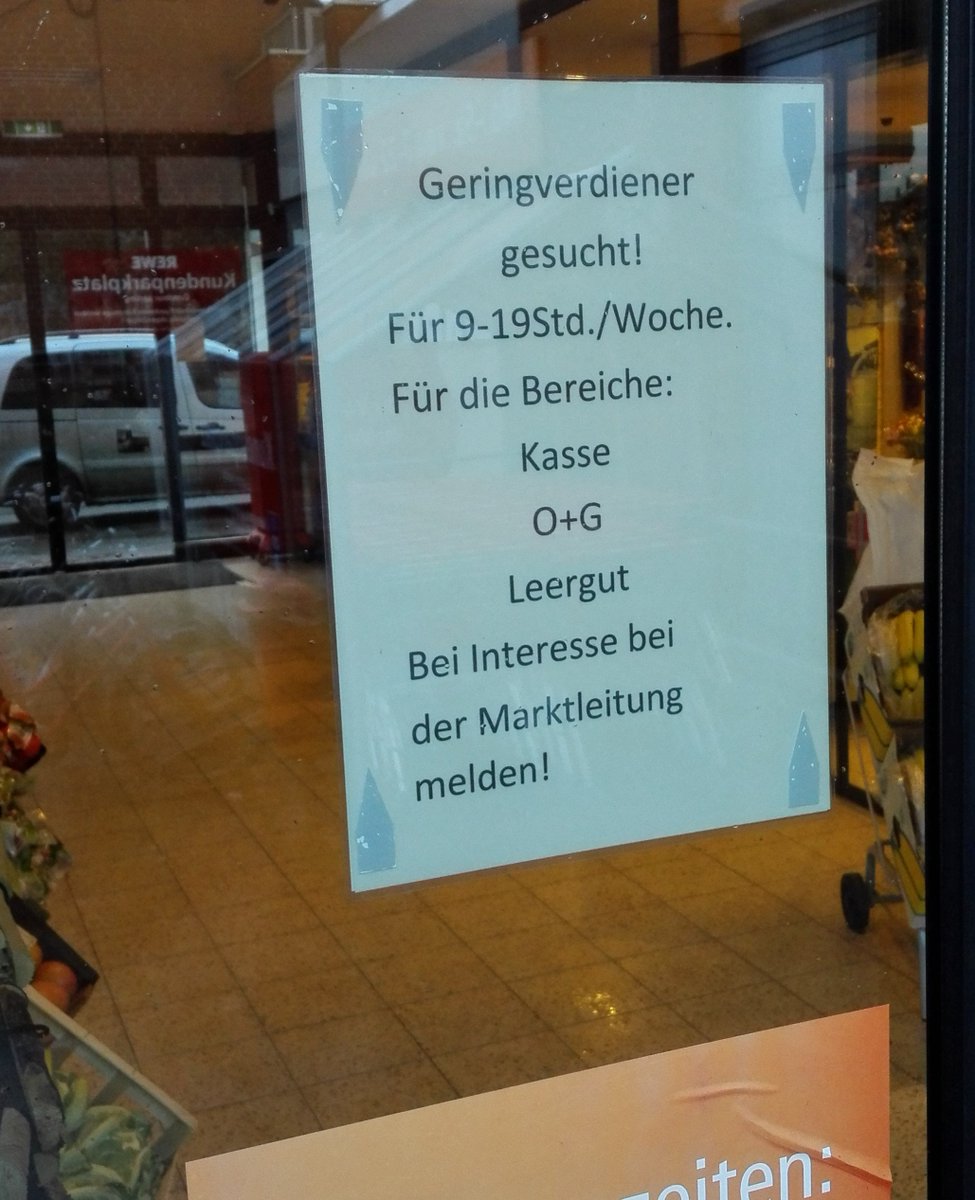 Geringverdiener
gesucht!
Für 9-19Std./Woche.
Für die Bereiche:
Kasse
O+G
Leergut
Bei Interesse bei
der Marktleitung
melden!
REWE
Kundenparkplatz
zeiten: